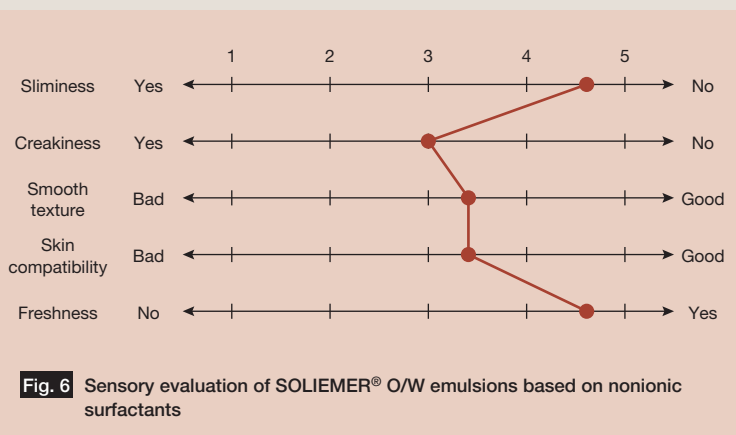 1 2 3 4 5
Sliminess Yes No
Creakiness Yes No
Smooth
texture Bad Good
Skin
compatibility Bad Good
Freshness No Yes
Fig. 6 Sensory evaluation of SOLIEMER® O/W emulsions based on nonionic
surfactants